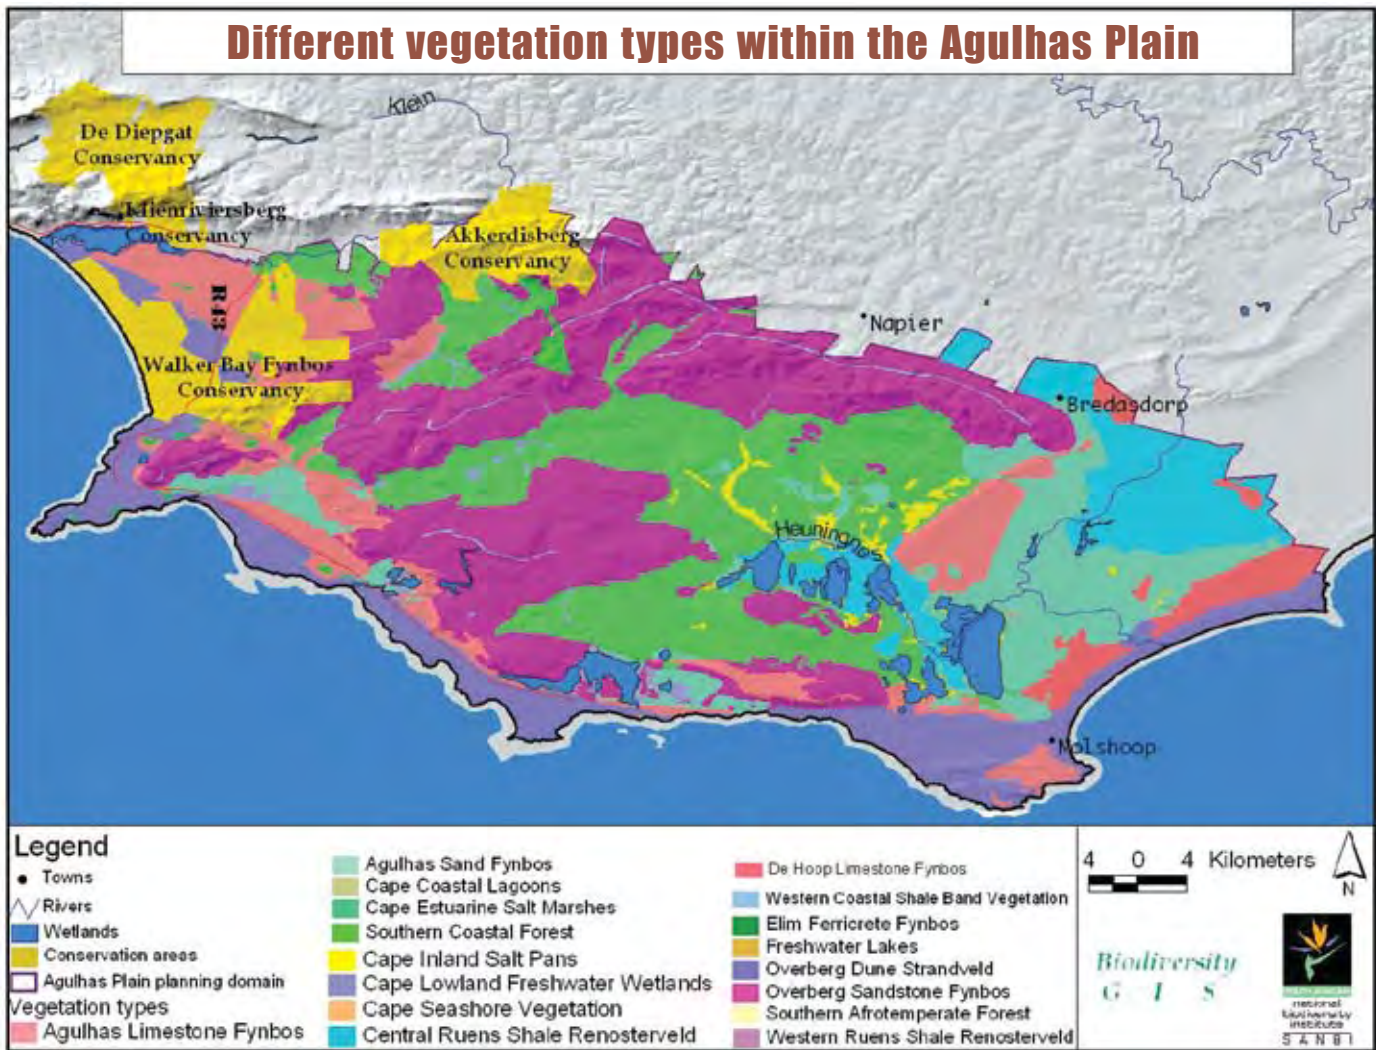 Different vegetation types within the Agulhas Plain
Klein
De Diepgat
Conservancy
Klienriviersberg
Conservancy
Akkerdisberg
Conservancy
R43
Napier
Walker Bay Fynbos
Conservancy
Bredasdorp
Heuningnes
Molshoop
Legend
Towns
Rivers
Wetlands
Conservation areas
Agulhas Plain planning domain
Vegetation types
Agulhas Limestone Fynbos
Agulhas Sand Fynbos
Cape Coastal Lagoons
Cape Estuarine Salt Marshes
Southern Coastal Forest
Cape Inland Salt Pans
Cape Lowland Freshwater Wetlands
Cape Seashore Vegetation
Central Ruens Shale Renosterveld
De Hoop Limestone Fynbos
Western Coastal Shale Band Vegetation
Elim Ferricrete Fynbos
Freshwater Lakes
Overberg Dune Strandveld
Overberg Sandstone Fynbos
Southern Afrotemperate Forest
Western Ruens Shale Renosterveld
4 0 4 Kilometers
N
Biodiversity
G I S
national
biodiversity
institute
SANBI